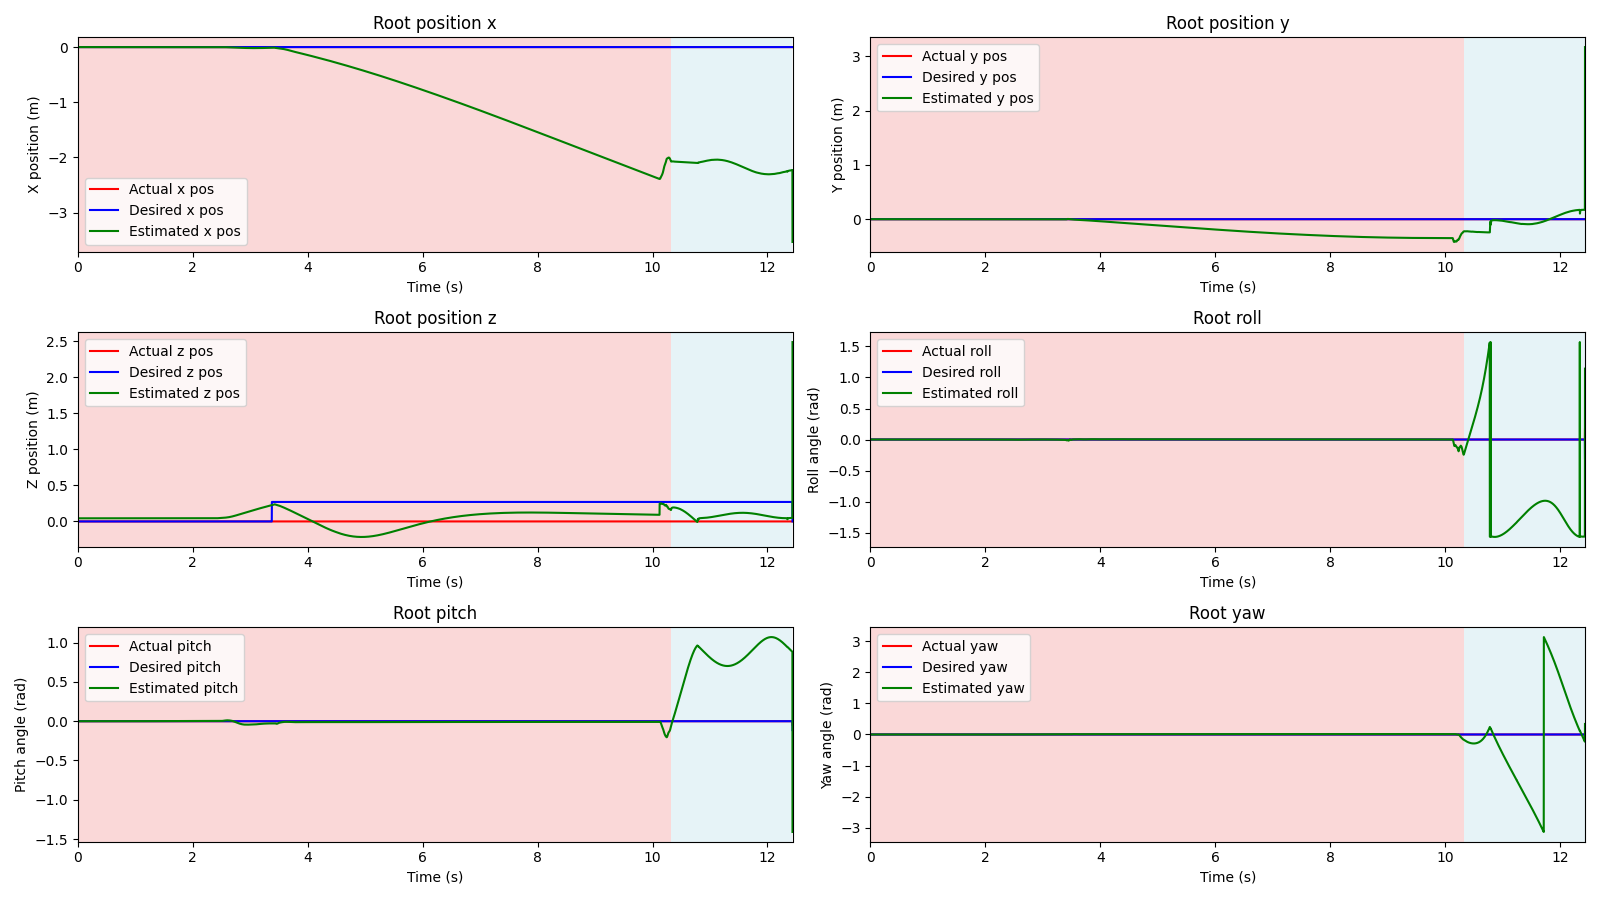 Root position x
X position (m)
0
−1
−2
−3
Actual x pos
Desired x pos
Estimated x pos
0 2 4 6 8 10 12
Time (s)
Root position y
Y position (m)
3
2
1
0
Actual y pos
Desired y pos
Estimated y pos
0 2 4 6 8 10 12
Time (s)
Root position z
Z position (m)
2.5
2.0
1.5
1.0
0.5
0.0
Actual z pos
Desired z pos
Estimated z pos
0 2 4 6 8 10 12
Time (s)
Root roll
Roll angle (rad)
1.5
1.0
0.5
0.0
−0.5
−1.0
−1.5
Actual roll
Desired roll
Estimated roll
0 2 4 6 8 10 12
Time (s)
Root pitch
Pitch angle (rad)
1.0
0.5
0.0
−0.5
−1.0
−1.5
Actual pitch
Desired pitch
Estimated pitch
0 2 4 6 8 10 12
Time (s)
Root yaw
Yaw angle (rad)
3
2
1
0
−1
−2
−3
Actual yaw
Desired yaw
Estimated yaw
0 2 4 6 8 10 12
Time (s)